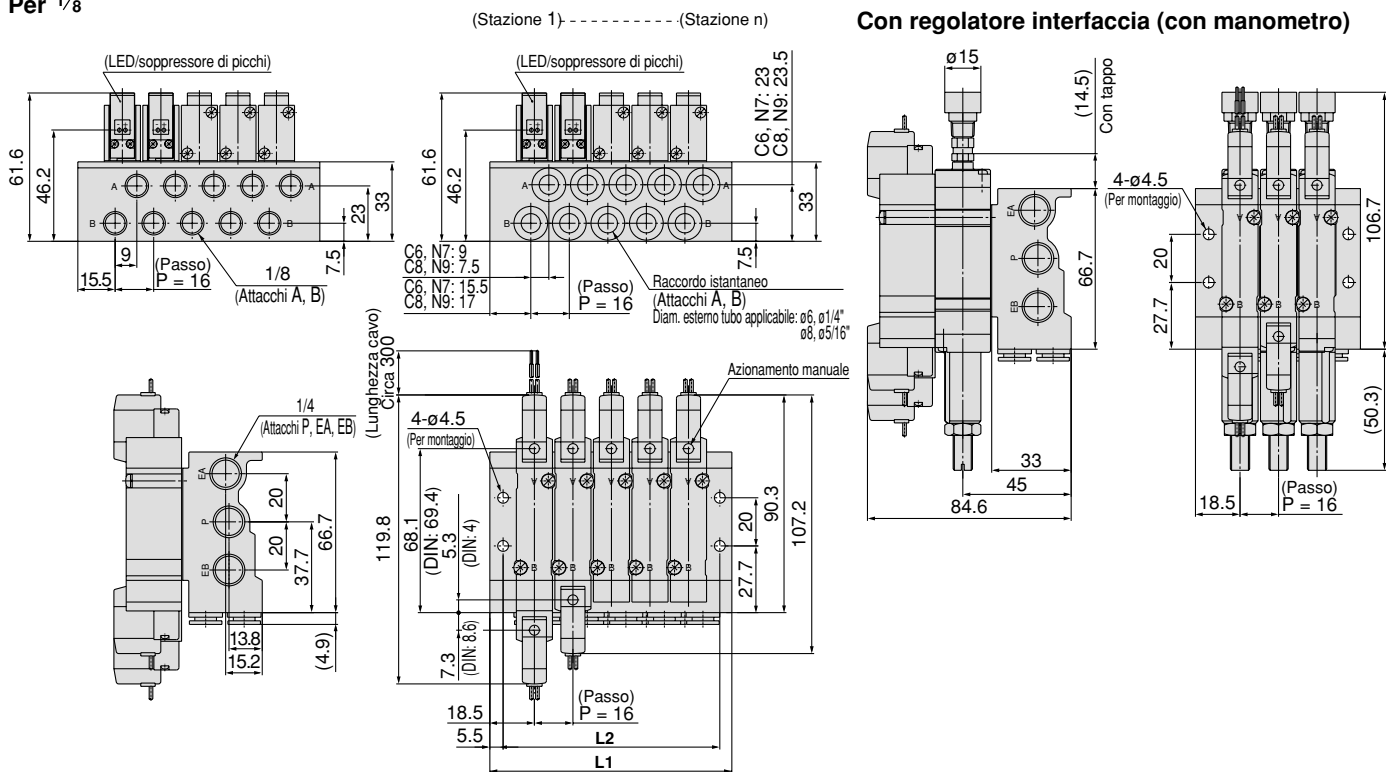 Per 1/8
(Stazione 1) (Stazione n)
Con regolatore interfaccia (con manometro)
(LED/soppressore di picchi)
61.6
46.2
A
A
B
B
23
33
7.5
9
15.5
(Passo)
P = 16
1/8
(Attacchi A, B)
(LED/soppressore di picchi)
C6, N7: 23
C8, N9: 23.5
61.6
46.2
A
A
B
B
33
7.5
C6, N7: 9
C8, N9: 7.5
C6, N7: 15.5
C8, N9: 17
(Passo)
P = 16
Raccordo istantaneo
(Attacchi A, B)
Diam. esterno tubo applicabile: ø6, ø1/4"
ø8, ø5/16"
ø15
(14.5)
Con tappo
EA
P
EB
66.7
33
45
84.6
4-ø4.5
(Per montaggio)
20
27.7
V
V
V
B
B
B
106.7
(50.3)
18.5
(Passo)
P = 16
1/4
(Attacchi P, EA, EB)
EA
P
EB
20
20
37.7
66.7
13.8
15.2
(4.9)
(Lunghezza cavo)
Circa 300
Azionamento manuale
4-ø4.5
(Per montaggio)
119.8
68.1
(DIN: 69.4)
5.3
(DIN: 4)
7.3
(DIN: 8.6)
V
V
V
V
V
B
B
B
B
B
20
27.7
90.3
107.2
18.5
(Passo)
P = 16
5.5
L2
L1